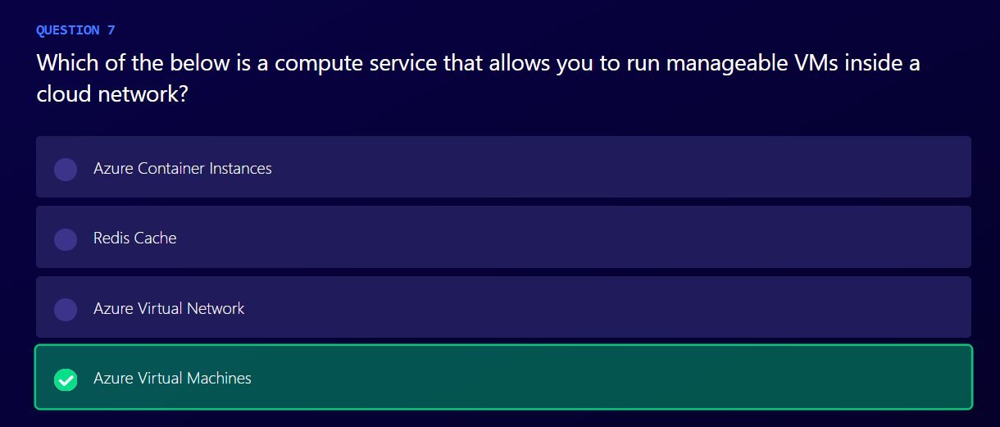 QUESTION 7
Which of the below is a compute service that allows you to run manageable VMs inside a
cloud network?
Azure Container Instances
Redis Cache
Azure Virtual Network
Azure Virtual Machines